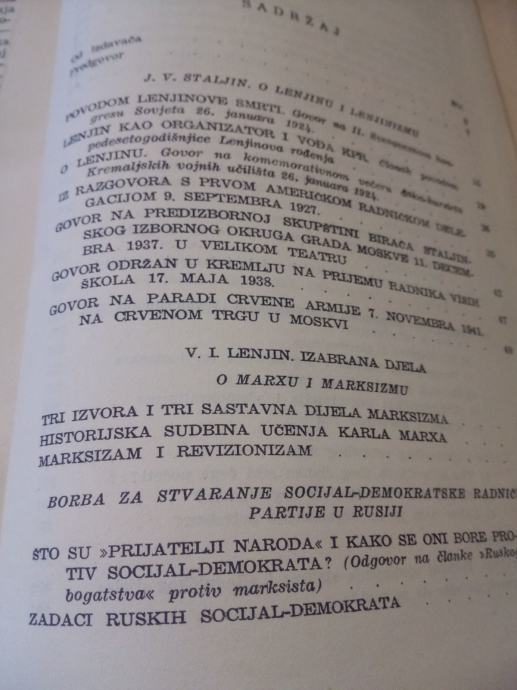 SADRŽAJ
Od izdavača
Predgovor
J. V. STALJIN. O LENJINU I LENJINIZMU
POVODOM LENJINOVE SMRTI. Govor na II. Sveusaveznom kon-
gresu Sovjeta 26. januara 1924.
LENJIN KAO ORGANIZATOR I VOĐA KPR. Članak povodom
pedesetogodišnjice Lenjinova rođenja
O LENJINU. Govor na komemorativnom večeru
Kremaljskih vojnih učilišta 26. januara 1924.
IZ RAZGOVORA S PRVOM AMERIČKOM RADNIČKOM DELE-
GACIJOM 9. SEPTEMBRA 1927.
GOVOR NA PREDIZBORNOJ SKUPŠTINI BIRAČA STALJIN-
SKOG IZBORNOG OKRUGA GRADA MOSKVE 11. DECEM-
BRA 1937. U VELIKOM TEATRU
GOVOR ODRŽAN U KREMLJU NA PRIJEMU RADNIKA VISIH
ŠKOLA 17. MAJA 1938.
GOVOR NA PARADI CRVENE ARMIJE 7. NOVEMBRA 1941.
NA CRVENOM TRGU U MOSKVI
V. I. LENJIN. IZABRANA DJELA
O MARXU I MARKSIZMU
TRI IZVORA I TRI SASTAVNA DIJELA MARKSIZMA
HISTORIJSKA SUDBINA UČENJA KARLA MARXA
MARKSIZAM I REVIZIONIZAM
BORBA ZA STVARANJE SOCIJAL-DEMOKRATSKE RADNIČ
PARTIJE U RUSIJI
ŠTO SU »PRIJATELJI NARODA« I KAKO SE ONI BORE PRO-
TIV SOCIJAL-DEMOKRATA? (Odgovor na članke »Rusko
bogatstva« protiv marksista)
ZADACI RUSKIH SOCIJAL-DEMOKRATA